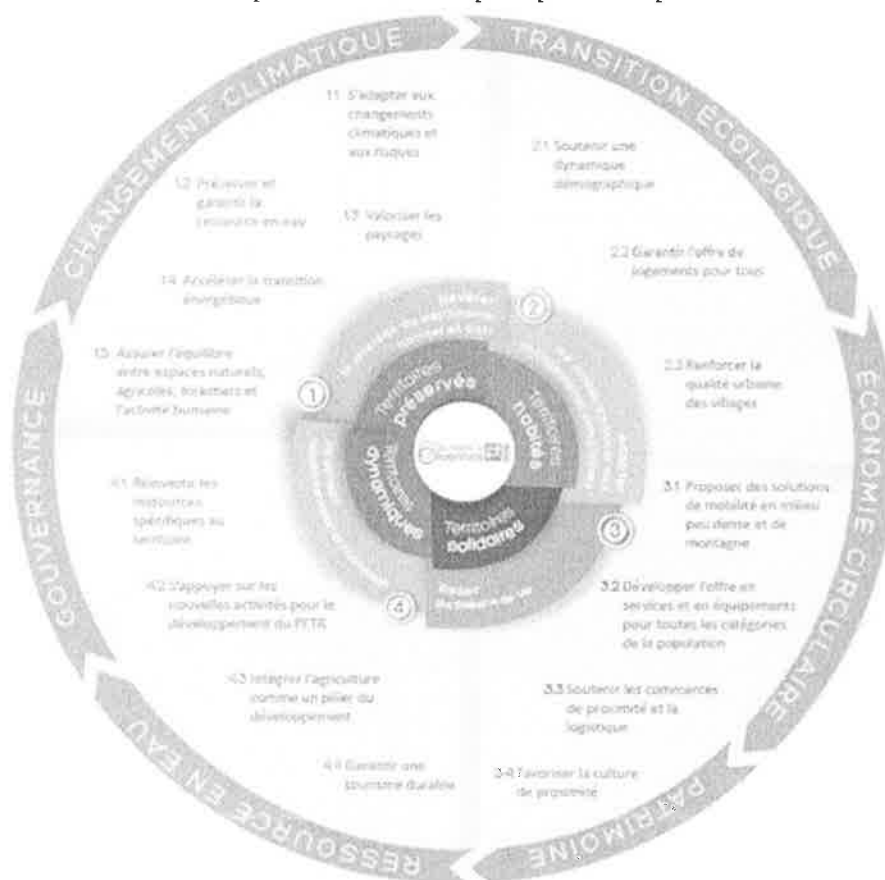 CHANGEMENT CLIMATIQUE
TRANSITION ÉCOLOGIQUE
ÉCONOMIE CIRCULAIRE
PATRIMOINE
RESSOURCE EN EAU
GOUVERNANCE
1.1 S'adapter aux
changements
climatiques et
aux risques
1.2 Préserver et
garantir la
ressource en eau
1.3 Valoriser les
paysages
1.4 Accélérer la transition
énergétique
1.5 Assurer l'équilibre
entre espaces naturels,
agricoles, forestiers et
l'activité humaine
2.1 Soutenir une
dynamique
démographique
2.2 Garantir l'offre de
logements pour tous
2.3 Renforcer la
qualité urbaine
des villages
3.1 Proposer des solutions
de mobilité en milieu
peu dense et de
montagne
3.2 Développer l'offre en
services et en équipements
pour toutes les catégories
de la population
3.3 Soutenir les commerces
de proximité et la
logistique
3.4 Favoriser la culture
de proximité
4.1 Réinventer les
ressources
spécifiques au
territoire
4.2 S'appuyer sur les
nouvelles activités pour le
développement du PETR
4.3 Intégrer l'agriculture
comme un pilier du
développement
4.4 Garantir une
tourisme durable
1
Territoires
préservés
2
Territoires
habités
3
Territoires
solidaires
4
Territoires
dynamiques